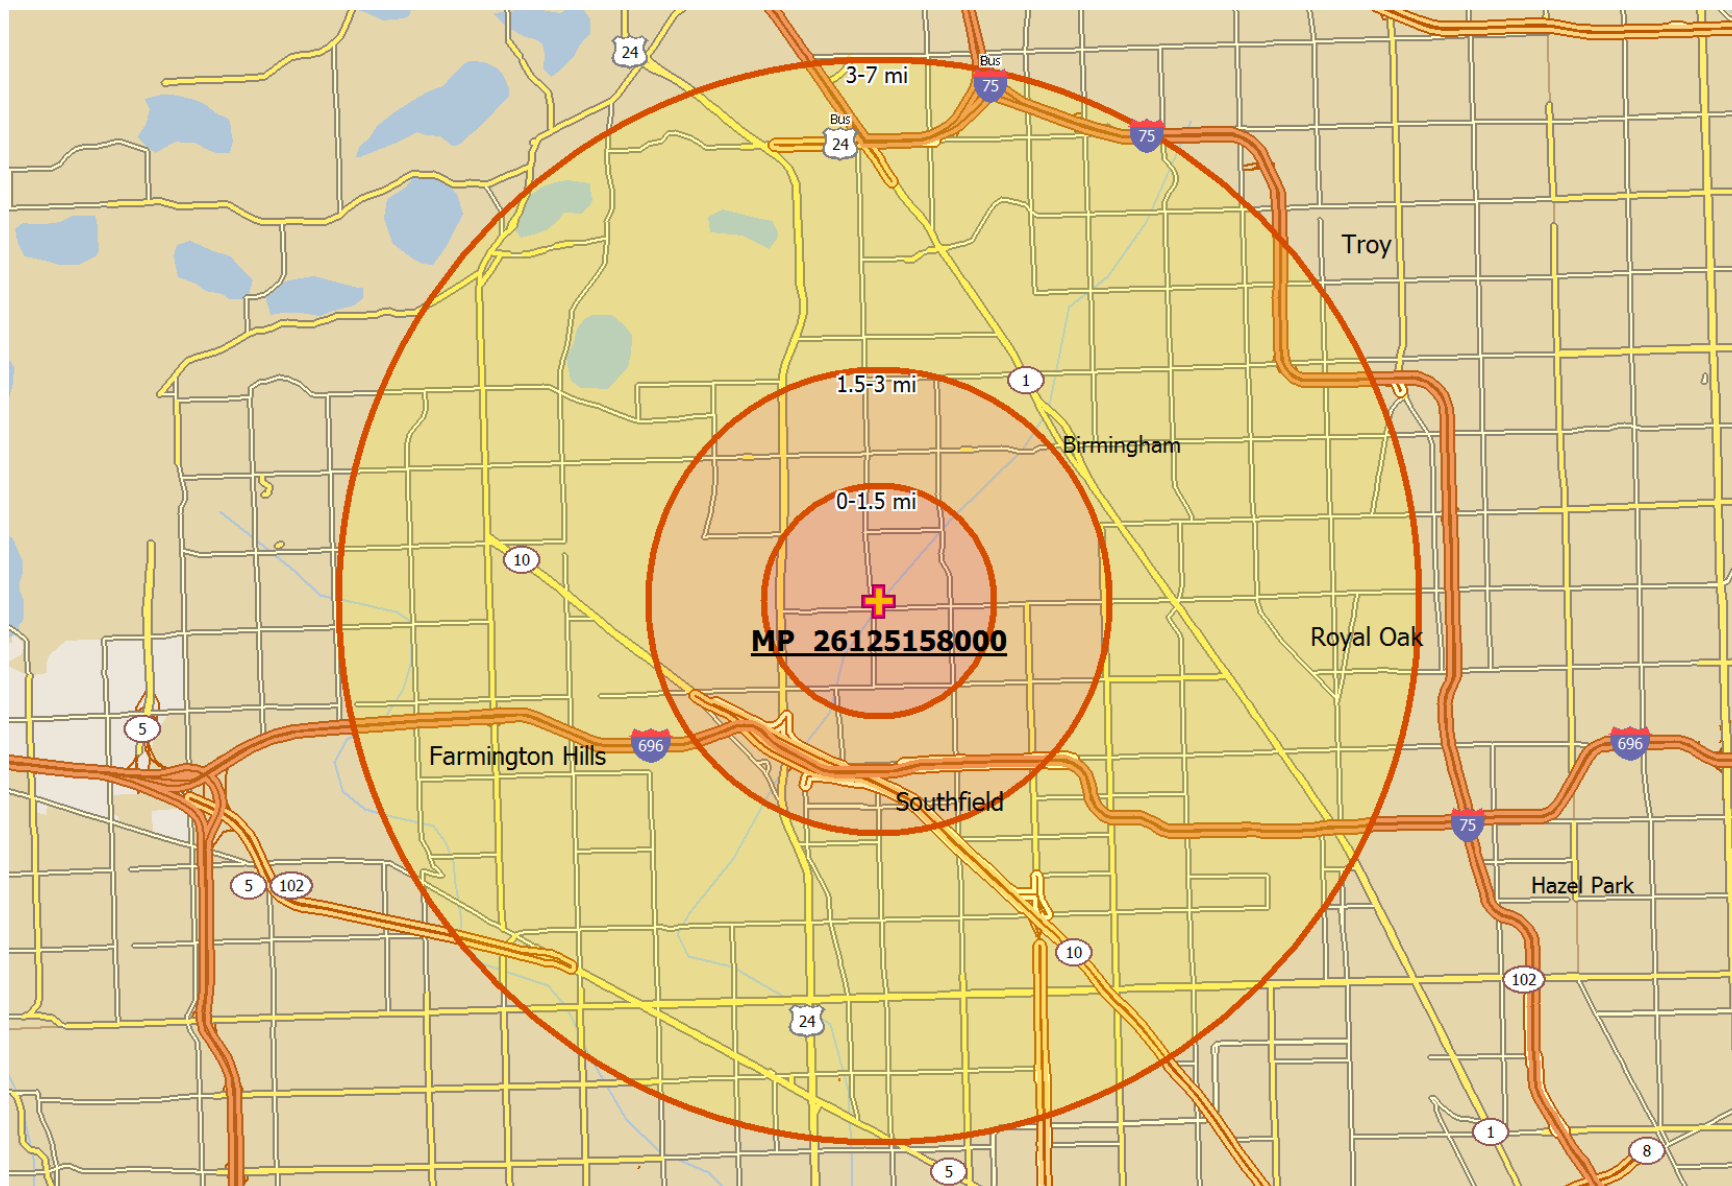 24
3-7 mi
Bus
75
Bus
24
75
Troy
1.5-3 mi
1
Birmingham
0-1.5 mi
10
MP 26125158000
Royal Oak
5
696
Farmington Hills
696
Southfield
75
5
102
Hazel Park
10
102
24
1
8
5